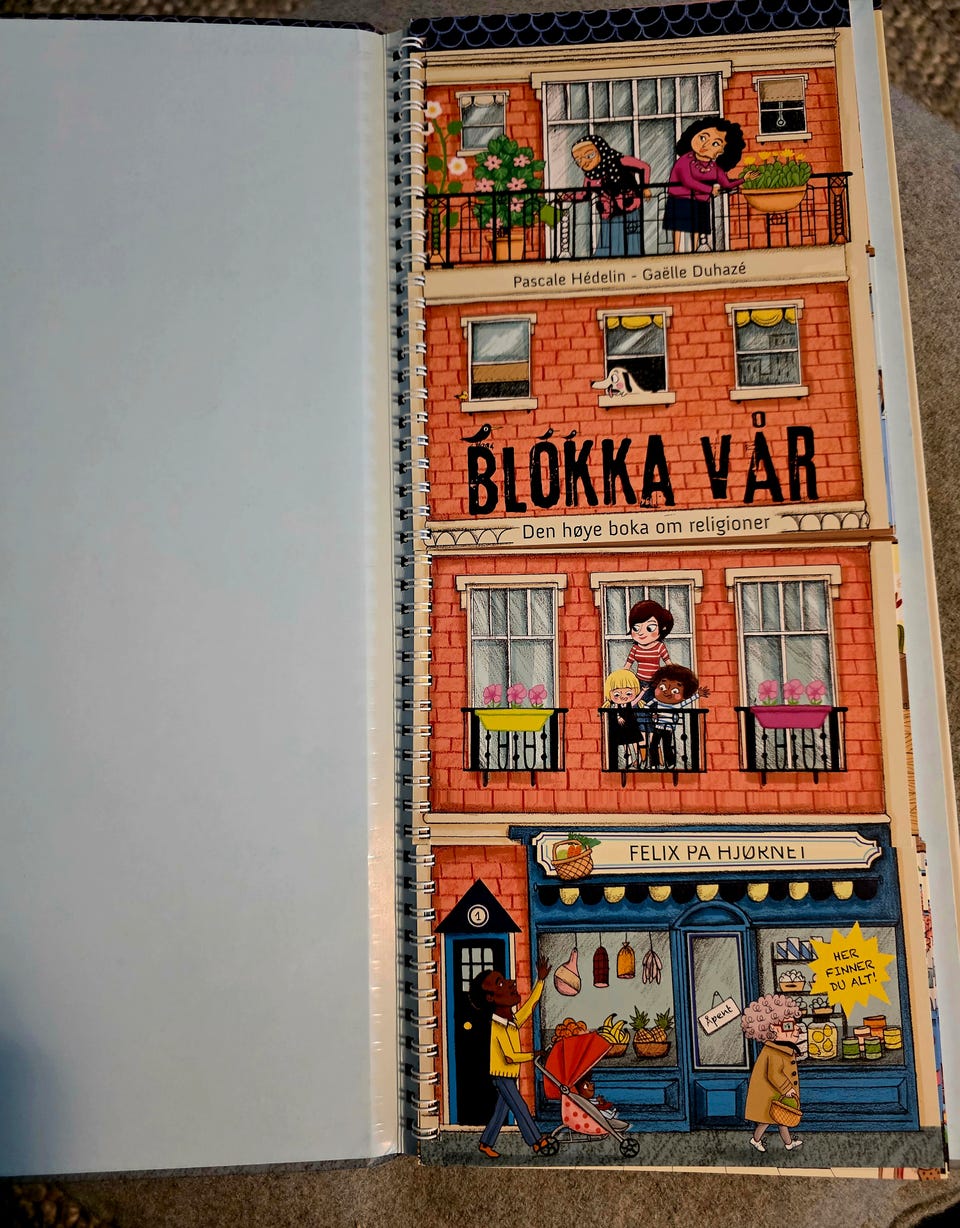 Pascale Hédelin - Gaëlle Duhazé
BLOKKA VÅR
Den høye boka om religioner
FELIX PÅ HJØRNET
1
HER
FINNER
DU ALT!
Åpent